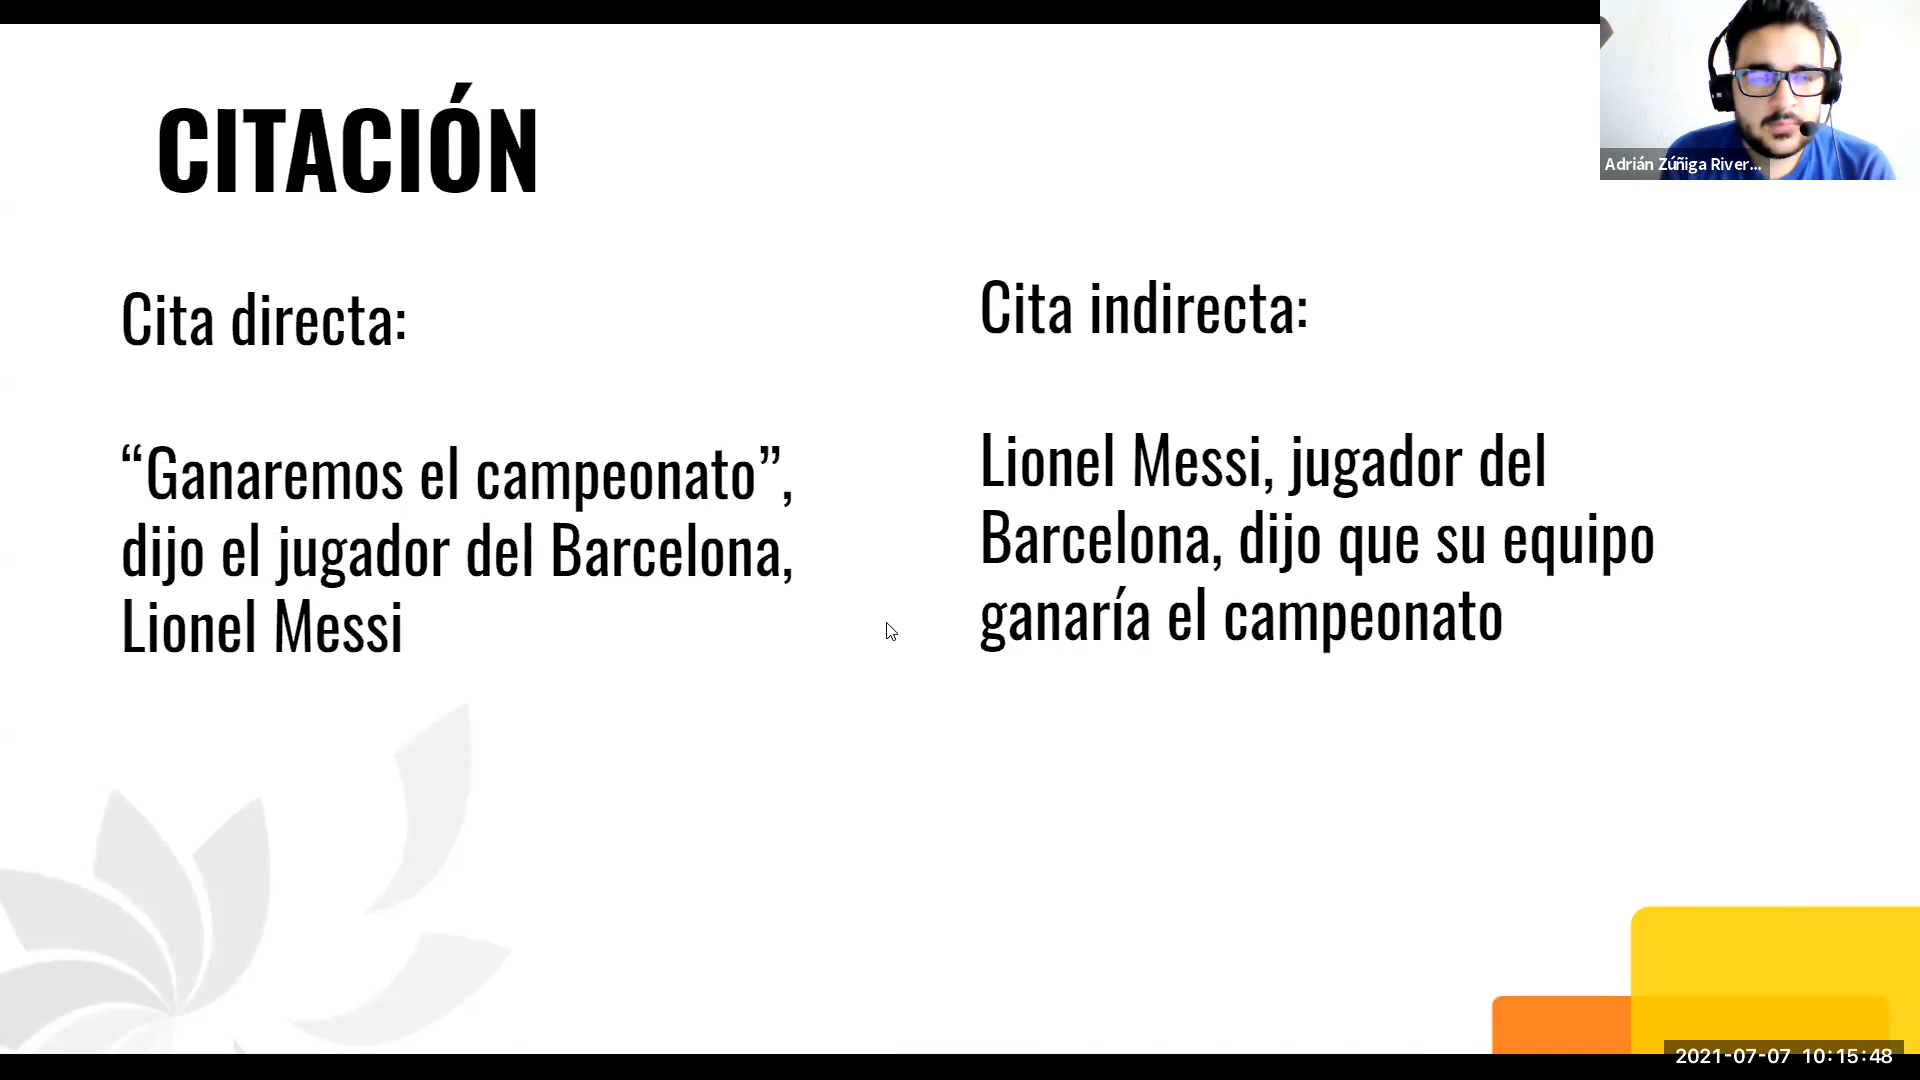 CITACIÓN
Adrián Zúñiga River...
Cita directa:
“Ganaremos el campeonato”,
dijo el jugador del Barcelona,
Lionel Messi
Cita indirecta:
Lionel Messi, jugador del
Barcelona, dijo que su equipo
ganaría el campeonato
2021-07-07 10:15:48